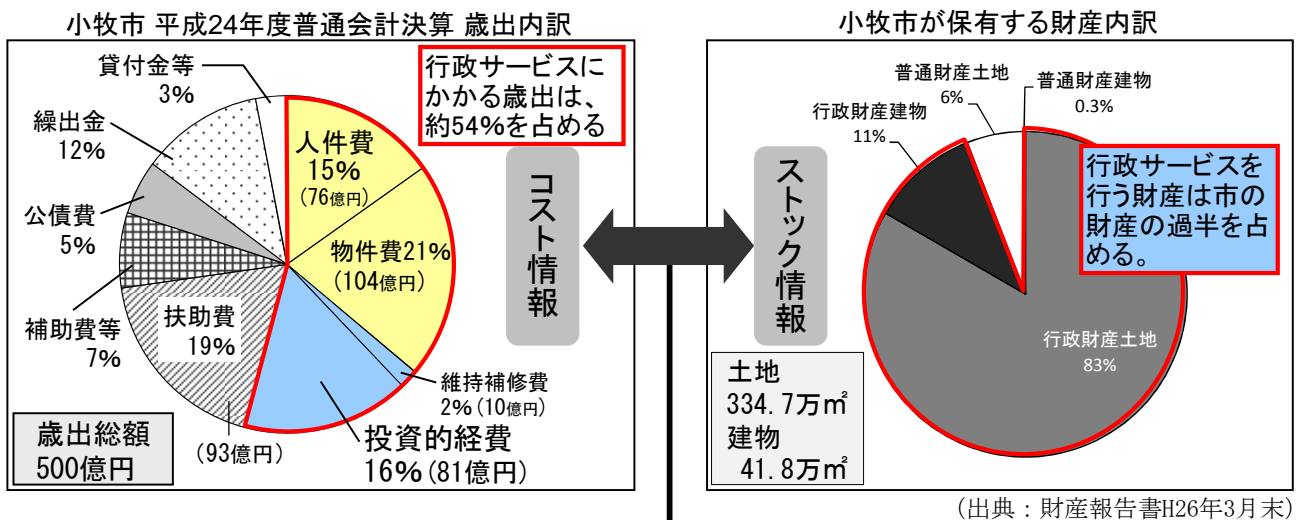 小牧市 平成24年度普通会計決算 歳出内訳
貸付金等
3%
繰出金
12%
公債費
5%
補助費等
7%
扶助費
19%
(93億円)
人件費
15%
(76億円)
物件費21%
(104億円)
維持補修費
2%(10億円)
投資的経費
16%(81億円)
行政サービスに
かかる歳出は、
約54%を占める
歳出総額
500億円
コスト情報
ストック情報
小牧市が保有する財産内訳
普通財産土地
6%
普通財産建物
0.3%
行政財産建物
11%
行政サービスを
行う財産は市の
財産の過半を占
める。
行政財産土地
83%
土地
334.7万㎡
建物
41.8万㎡
(出典:財産報告書H26年3月末)